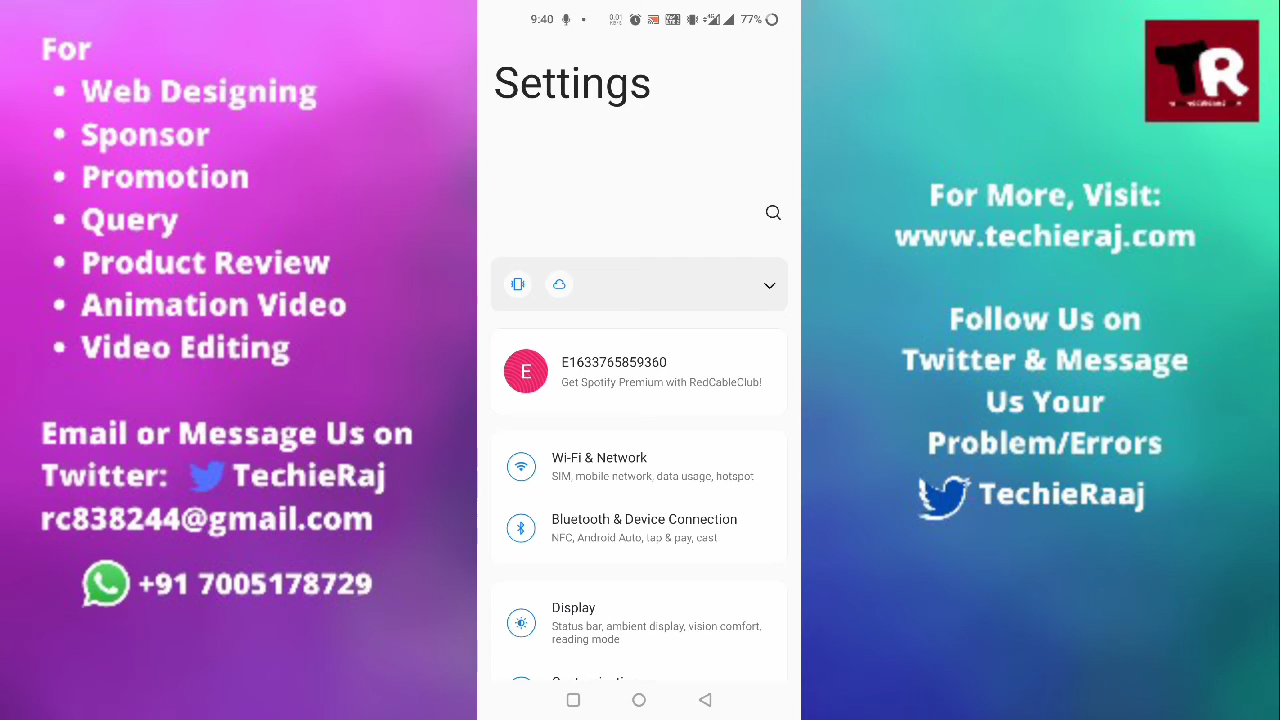 For
• Web Designing
• Sponsor
• Promotion
• Query
• Product Review
• Animation Video
• Video Editing
Email or Message Us on
Twitter: TechieRaj
rc838244@gmail.com
+91 7005178729
9:40
0.01
77%
Settings
E
E1633765859360
Get Spotify Premium with RedCableClub!
Wi-Fi & Network
SIM, mobile network, data usage, hotspot
Bluetooth & Device Connection
NFC, Android Auto, tap & pay, cast
Display
Status bar, ambient display, vision comfort,
reading mode
TR
For More, Visit:
www.techieraj.com
Follow Us on
Twitter & Message
Us Your
Problem/Errors
TechieRaaj